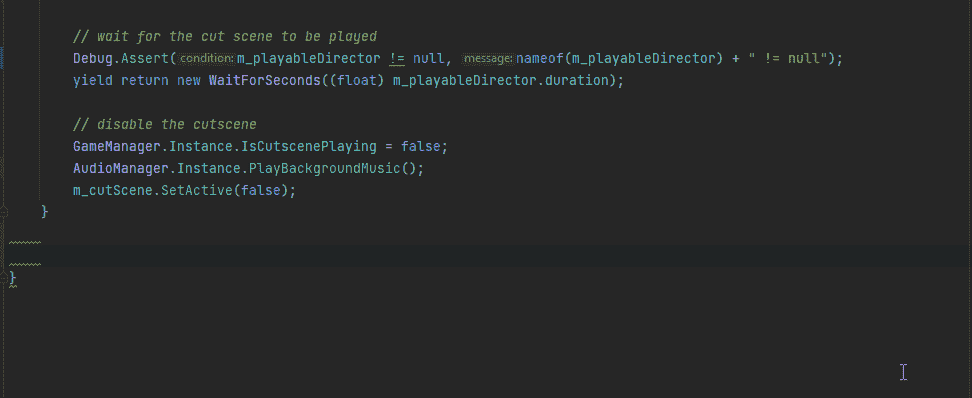 // wait for the cut scene to be played
Debug.Assert( condition: m_playableDirector != null, message: nameof(m_playableDirector) + " != null");
yield return new WaitForSeconds((float) m_playableDirector.duration);
// disable the cutscene
GameManager.Instance.IsCutscenePlaying = false;
AudioManager.Instance.PlayBackgroundMusic();
m_cutScene.SetActive(false);
}
}